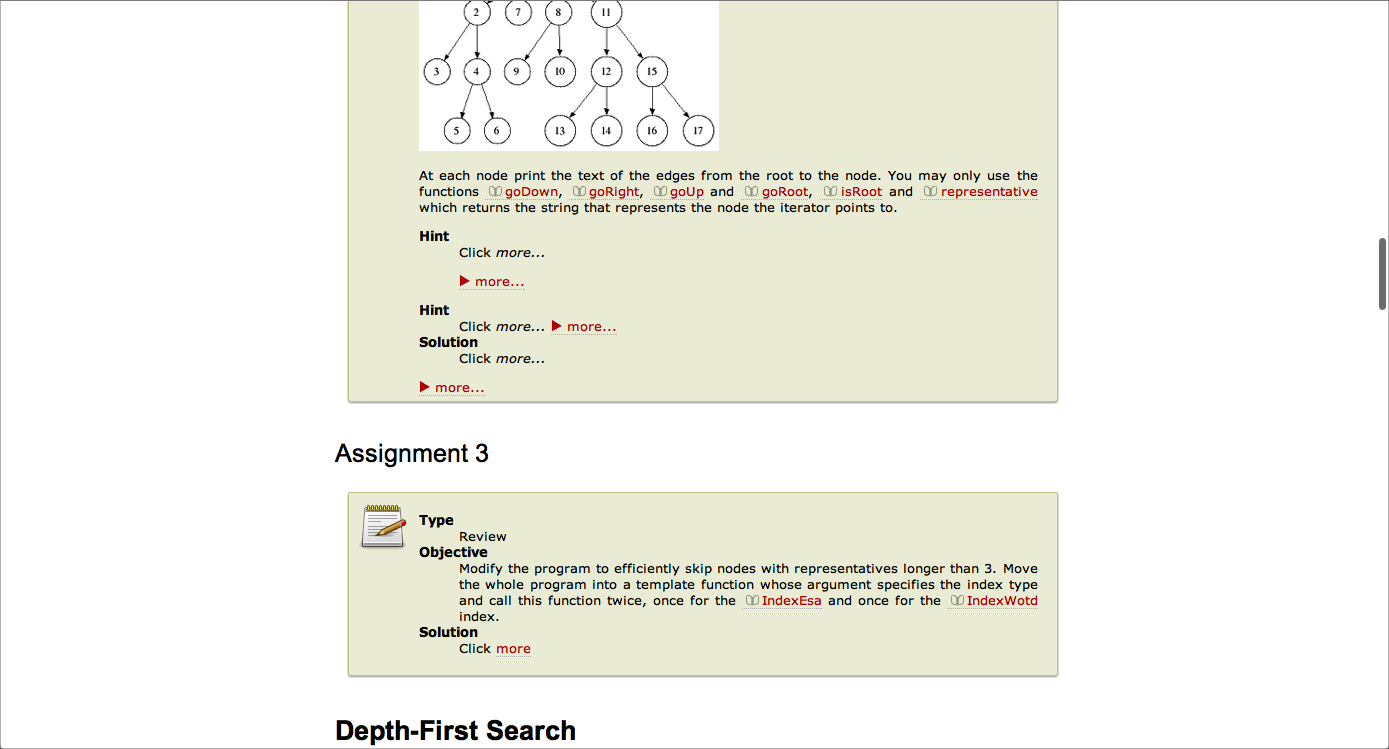 2 7 8 11
3 4 9 10 12 15
5 6 13 14 16 17
At each node print the text of the edges from the root to the node. You may only use the
functions goDown, goRight, goUp and goRoot, isRoot and representative
which returns the string that represents the node the iterator points to.
Hint
Click more...
more...
Hint
Click more... more...
Solution
Click more...
more...
Assignment 3
Type
Review
Objective
Modify the program to efficiently skip nodes with representatives longer than 3. Move
the whole program into a template function whose argument specifies the index type
and call this function twice, once for the IndexEsa and once for the IndexWotd
index.
Solution
Click more
Depth-First Search